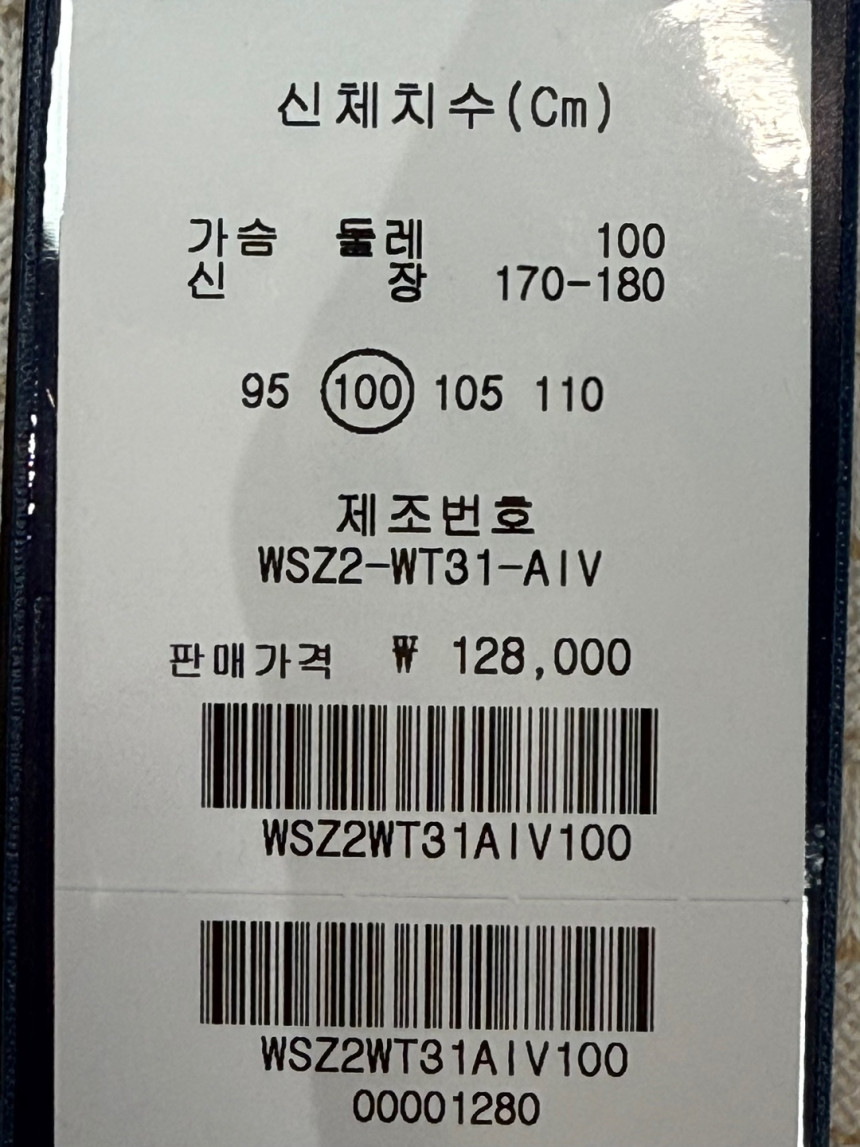 신체치수(Cm)
가슴 둘레 100
신 장 170-180
95 100 105 110
제조번호
WSZ2-WT31-AIV
판매가격 ₩ 128,000
WSZ2WT31AIV100
WSZ2WT31AIV100
00001280